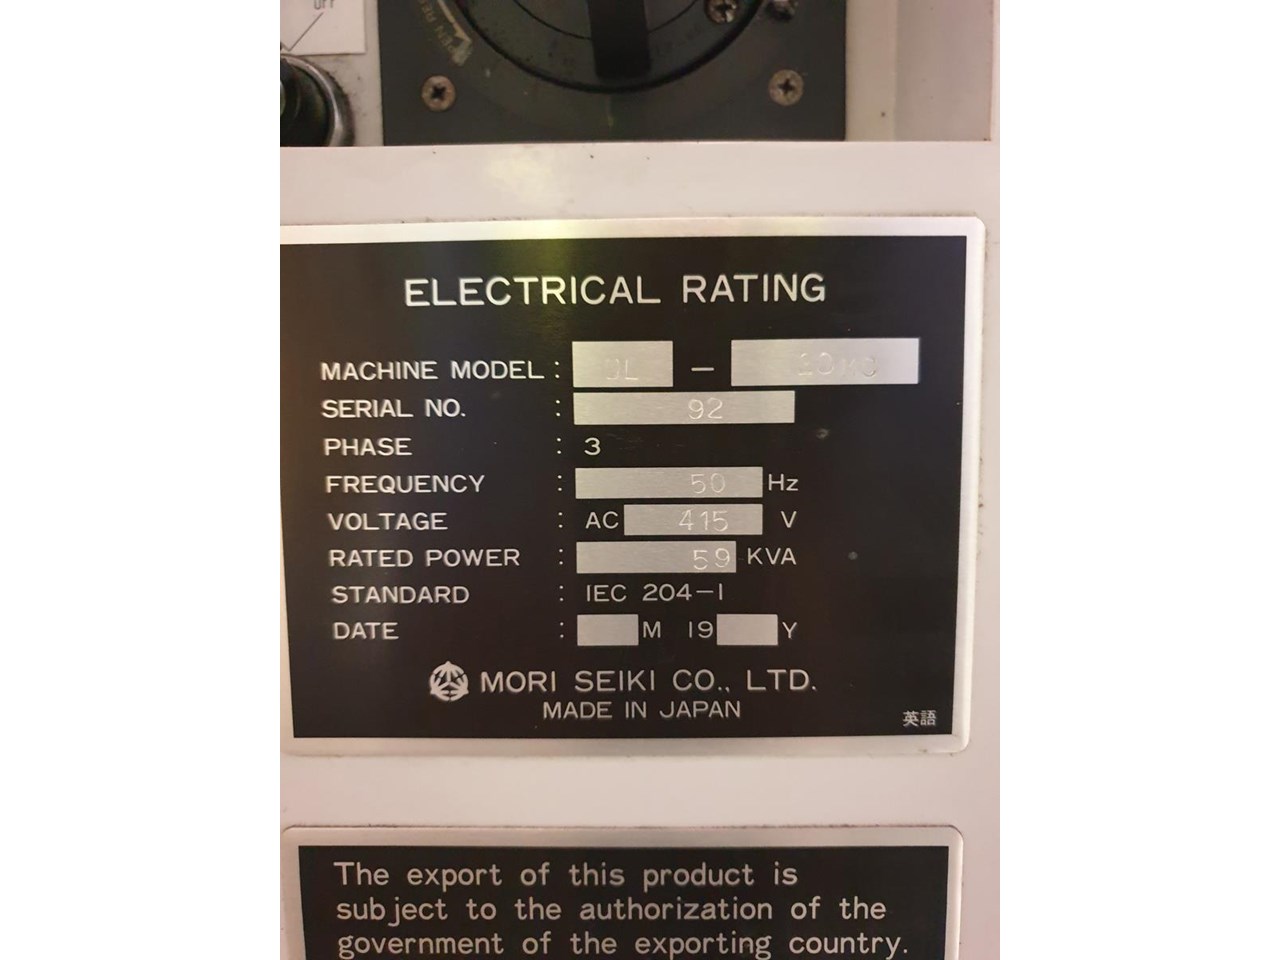 OFF
ELECTRICAL RATING
MACHINE MODEL : DL —
SERIAL NO. : 92
PHASE : 3
FREQUENCY : 50 Hz
VOLTAGE : AC 415 V
RATED POWER : 59 KVA
STANDARD : IEC 204-1
DATE : M 19 Y
MORI SEIKI CO., LTD.
MADE IN JAPAN
英語
The export of this product is
subject to the authorization of the
government of the exporting country.